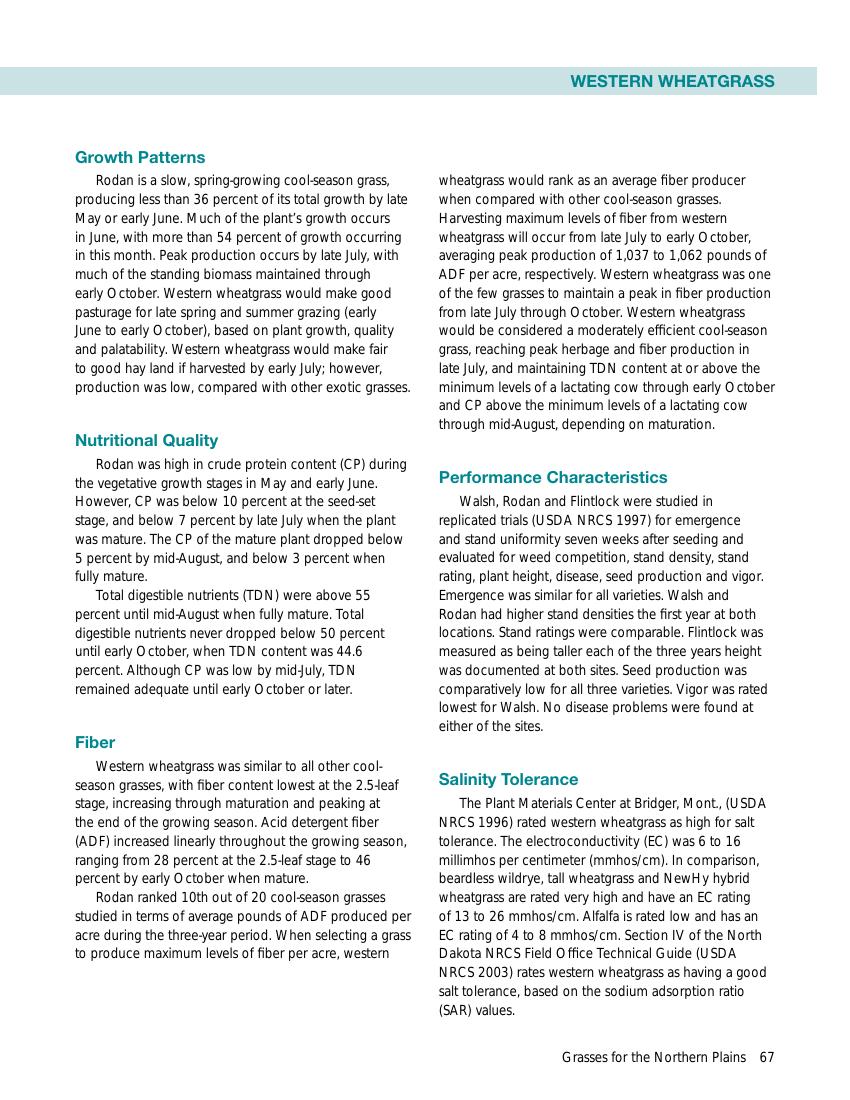 WESTERN WHEATGRASS
Growth Patterns
Rodan is a slow, spring-growing cool-season grass,
producing less than 36 percent of its total growth by late
May or early June. Much of the plant's growth occurs
in June, with more than 54 percent of growth occurring
in this month. Peak production occurs by late July, with
much of the standing biomass maintained through
early October. Western wheatgrass would make good
pasturage for late spring and summer grazing (early
June to early October), based on plant growth, quality
and palatability. Western wheatgrass would make fair
to good hay land if harvested by early July; however,
production was low, compared with other exotic grasses.
Nutritional Quality
Rodan was high in crude protein content (CP) during
the vegetative growth stages in May and early June.
However, CP was below 10 percent at the seed-set
stage, and below 7 percent by late July when the plant
was mature. The CP of the mature plant dropped below
5 percent by mid-August, and below 3 percent when
fully mature.
Total digestible nutrients (TDN) were above 55
percent until mid-August when fully mature. Total
digestible nutrients never dropped below 50 percent
until early October, when TDN content was 44.6
percent. Although CP was low by mid-July, TDN
remained adequate until early October or later.
Fiber
Western wheatgrass was similar to all other cool-
season grasses, with fiber content lowest at the 2.5-leaf
stage, increasing through maturation and peaking at
the end of the growing season. Acid detergent fiber
(ADF) increased linearly throughout the growing season,
ranging from 28 percent at the 2.5-leaf stage to 46
percent by early October when mature.
Rodan ranked 10th out of 20 cool-season grasses
studied in terms of average pounds of ADF produced per
acre during the three-year period. When selecting a grass
to produce maximum levels of fiber per acre, western
wheatgrass would rank as an average fiber producer
when compared with other cool-season grasses.
Harvesting maximum levels of fiber from western
wheatgrass will occur from late July to early October,
averaging peak production of 1,037 to 1,062 pounds of
ADF per acre, respectively. Western wheatgrass was one
of the few grasses to maintain a peak in fiber production
from late July through October. Western wheatgrass
would be considered a moderately efficient cool-season
grass, reaching peak herbage and fiber production in
late July, and maintaining TDN content at or above the
minimum levels of a lactating cow through early October
and CP above the minimum levels of a lactating cow
through mid-August, depending on maturation.
Performance Characteristics
Walsh, Rodan and Flintlock were studied in
replicated trials (USDA NRCS 1997) for emergence
and stand uniformity seven weeks after seeding and
evaluated for weed competition, stand density, stand
rating, plant height, disease, seed production and vigor.
Emergence was similar for all varieties. Walsh and
Rodan had higher stand densities the first year at both
locations. Stand ratings were comparable. Flintlock was
measured as being taller each of the three years height
was documented at both sites. Seed production was
comparatively low for all three varieties. Vigor was rated
lowest for Walsh. No disease problems were found at
either of the sites.
Salinity Tolerance
The Plant Materials Center at Bridger, Mont., (USDA
NRCS 1996) rated western wheatgrass as high for salt
tolerance. The electroconductivity (EC) was 6 to 16
millimhos per centimeter (mmhos/cm). In comparison,
beardless wildrye, tall wheatgrass and NewHy hybrid
wheatgrass are rated very high and have an EC rating
of 13 to 26 mmhos/cm. Alfalfa is rated low and has an
EC rating of 4 to 8 mmhos/cm. Section IV of the North
Dakota NRCS Field Office Technical Guide (USDA
NRCS 2003) rates western wheatgrass as having a good
salt tolerance, based on the sodium adsorption ratio
(SAR) values.
Grasses for the Northern Plains 67